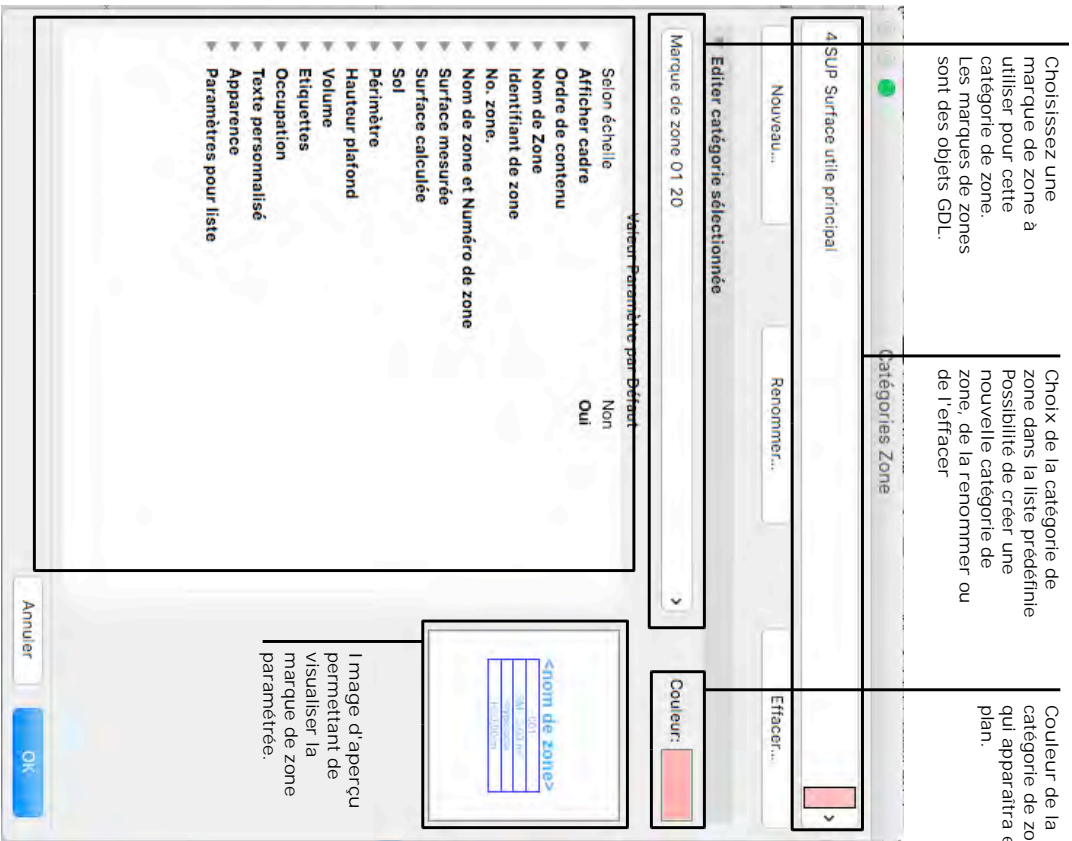 Choisissez une
marque de zone à
utiliser pour cette
catégorie de zone.
Les marques de zones
sont des objets GDL.
Choix de la catégorie de
zone dans la liste prédéfinie
Possibilité de créer une
nouvelle catégorie de
zone, de la renommer ou
de l'effacer
Couleur de la
catégorie de zo
qui apparaîtra e
plan.
Catégories Zone
4 SUP Surface utile principal
Nouveau...
Renommer...
Effacer...
Editer catégorie sélectionnée
Marque de zone 01 20
Couleur:
Valeur Paramètre par Défaut
Selon échelle Non
Afficher cadre Oui
Ordre de contenu
Nom de Zone
Identifiant de zone
No. zone.
Nom de zone et Numéro de zone
Surface mesurée
Surface calculée
Sol
Périmètre
Hauteur plafond
Volume
Etiquettes
Occupation
Texte personnalisé
Apparence
Paramètres pour liste
<nom de zone>
001
Image d'aperçu
permettant de
visualiser la
marque de zone
paramétrée.
Annuler
OK